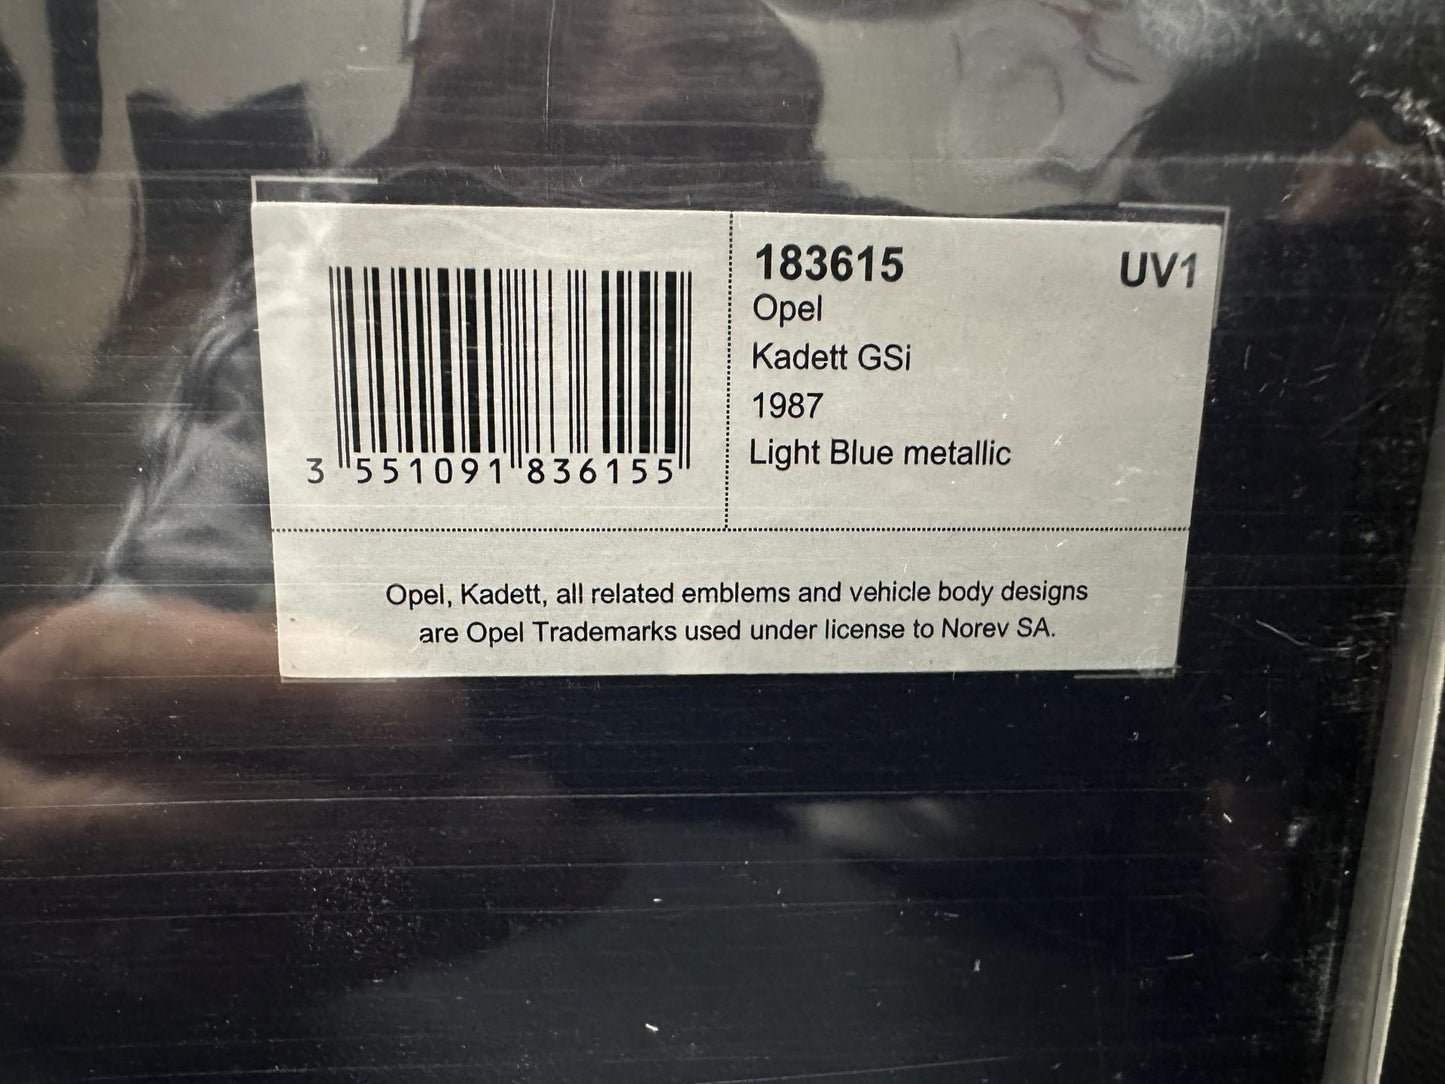 183615 UV1
Opel
Kadett GSi
1987
Light Blue metallic
3 551091 836155
Opel, Kadett, all related emblems and vehicle body designs
are Opel Trademarks used under license to Norev SA.